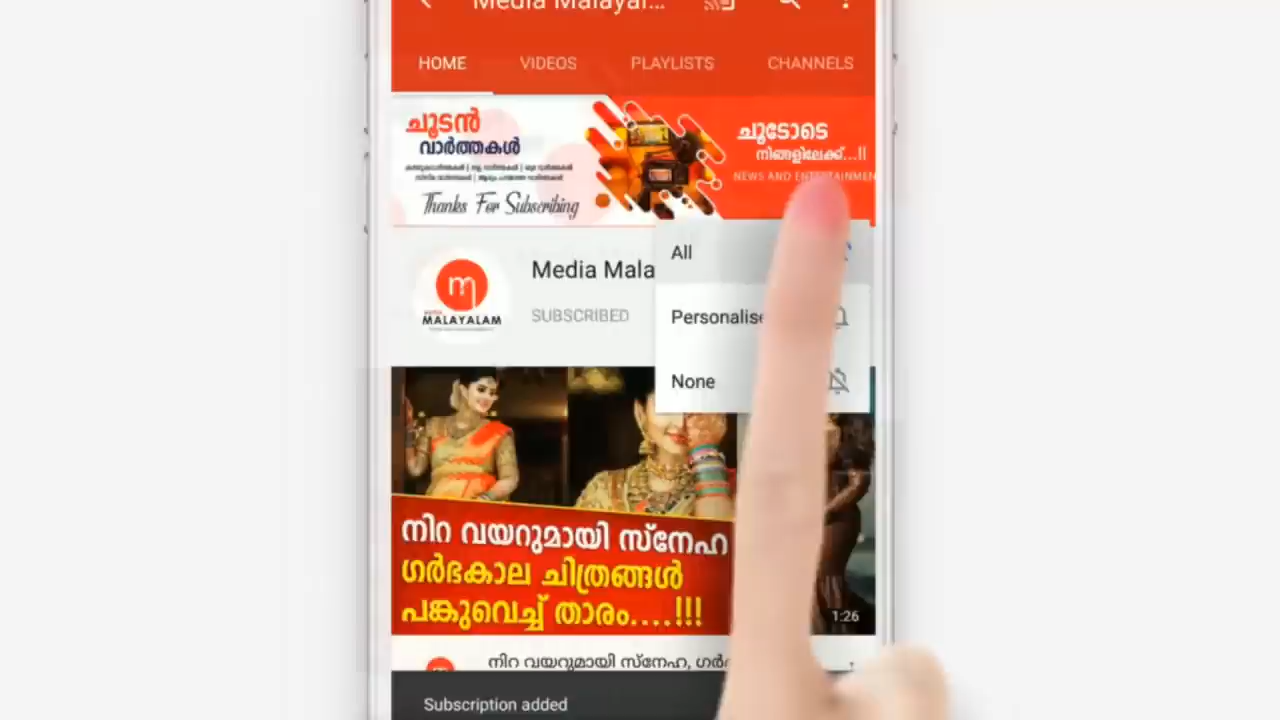 Media Malayal...
HOME VIDEOS PLAYLISTS CHANNELS
ചൂടൻ
വാർത്തകൾ
Thanks For Subscribing
ചൂടോടെ
നിങ്ങളിലേക്ക്...!!
NEWS AND ENTERTAINMEN
Media Mala
SUBSCRIBED
MALAYALAM
All
Personalise
None
നിറ വയറുമായി സ്നേഹ
ഗർഭകാല ചിത്രങ്ങൾ
പങ്കുവെച്ച് താരം....!!!
1:26
നിറ വയറുമായി സ്നേഹ, ഗർഭ
Subscription added